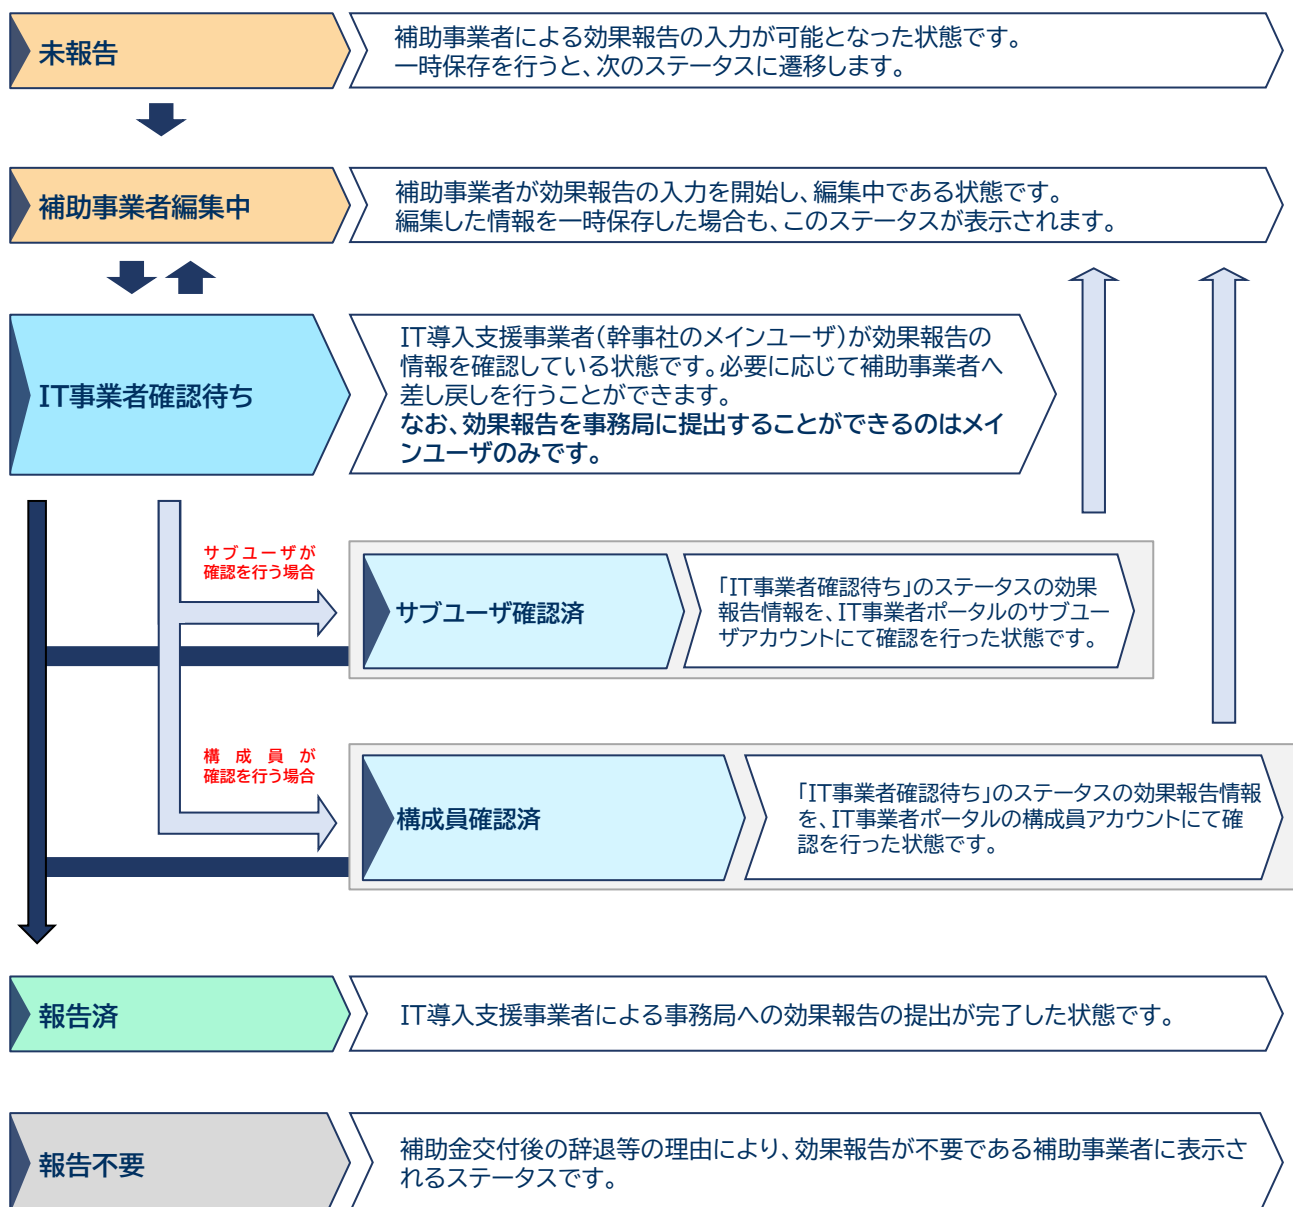 未報告
補助事業者による効果報告の入力が可能となった状態です。
一時保存を行うと、次のステータスに遷移します。
補助事業者編集中
補助事業者が効果報告の入力を開始し、編集中である状態です。
編集した情報を一時保存した場合も、このステータスが表示されます。
IT事業者確認待ち
IT導入支援事業者(幹事社のメインユーザ)が効果報告の
情報を確認している状態です。必要に応じて補助事業者へ
差し戻しを行うことができます。
なお、効果報告を事務局に提出することができるのはメイ
ンユーザのみです。
サブユーザが
確認を行う場合
サブユーザ確認済
「IT事業者確認待ち」のステータスの効果
報告情報を、IT事業者ポータルのサブユー
ザアカウントにて確認を行った状態です。
構成員が
確認を行う場合
構成員確認済
「IT事業者確認待ち」のステータスの効果報告情報
を、IT事業者ポータルの構成員アカウントにて確
認を行った状態です。
報告済
IT導入支援事業者による事務局への効果報告の提出が完了した状態です。
報告不要
補助金交付後の辞退等の理由により、効果報告が不要である補助事業者に表示さ
れるステータスです。